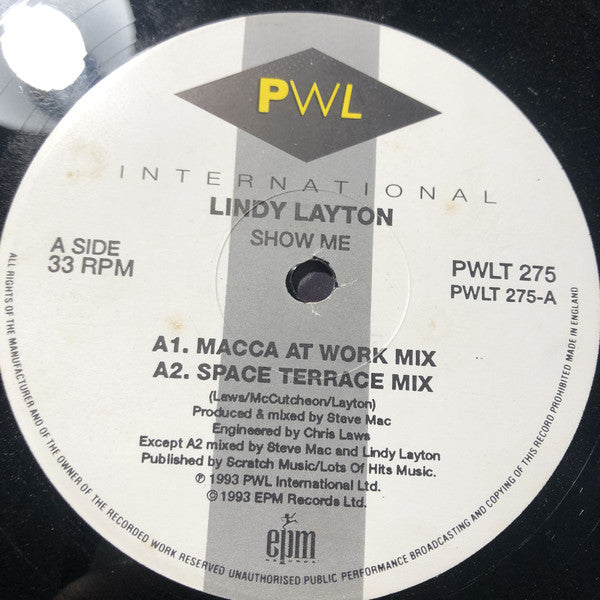 PWL
INTERNATIONAL
LINDY LAYTON
SHOW ME
A SIDE
33 RPM
PWLT 275
PWLT 275-A
A1. MACCA AT WORK MIX
A2. SPACE TERRACE MIX
(Laws/McCutcheon/Layton)
Produced & mixed by Steve Mac
Engineered by Chris Laws
Except A2 mixed by Steve Mac and Lindy Layton
Published by Scratch Music/Lots Of Hits Music.
℗ 1993 PWL International Ltd.
© 1993 EPM Records Ltd.
epm
RECORDS
ALL RIGHTS OF THE MANUFACTURER AND OF THE OWNER OF THE RECORDED WORK RESERVED UNAUTHORISED PUBLIC PERFORMANCE BROADCASTING AND COPYING OF THIS RECORD PROHIBITED MADE IN ENGLAND